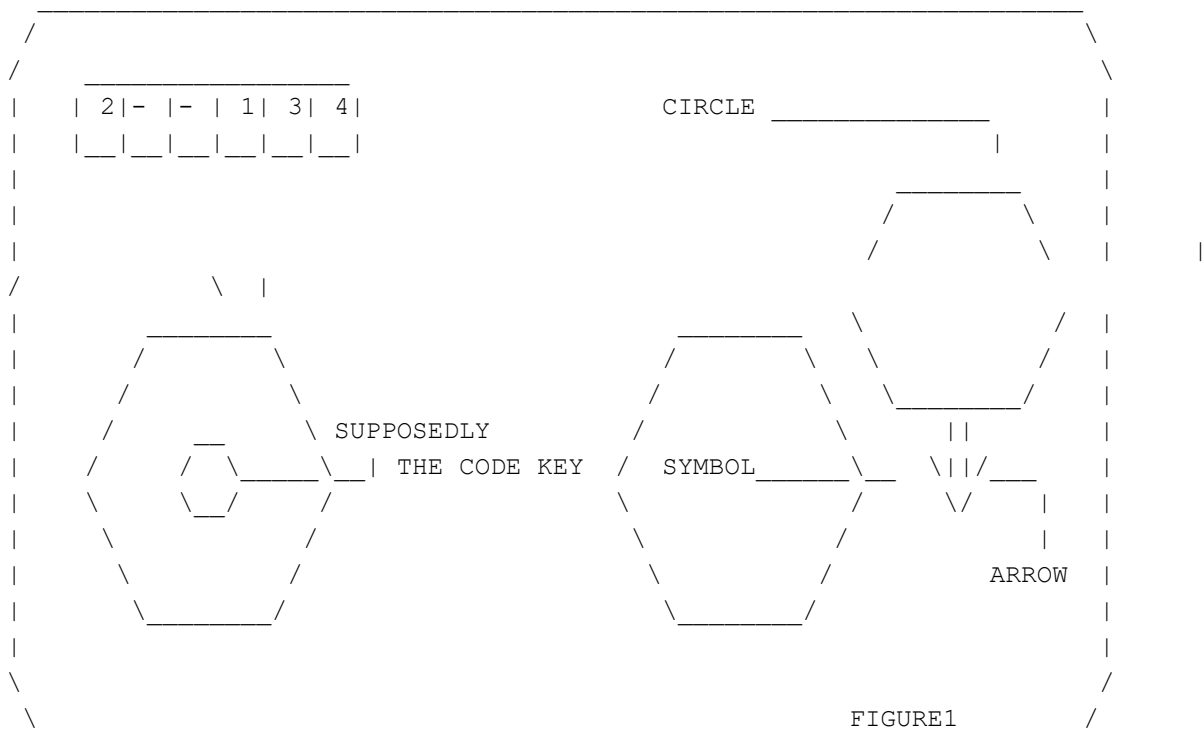 2 - - 1 3 4
CIRCLE
SUPPOSEDLY
THE CODE KEY
SYMBOL
ARROW
FIGURE1